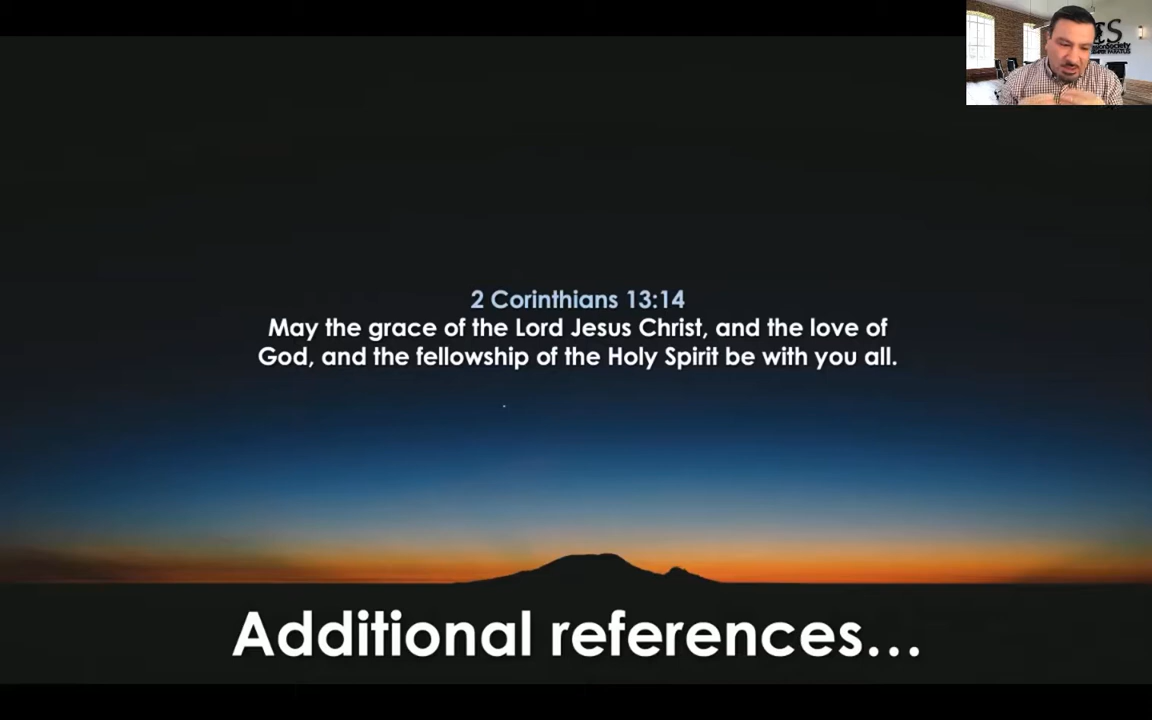 2 Corinthians 13:14
May the grace of the Lord Jesus Christ, and the love of
God, and the fellowship of the Holy Spirit be with you all.
Additional references...